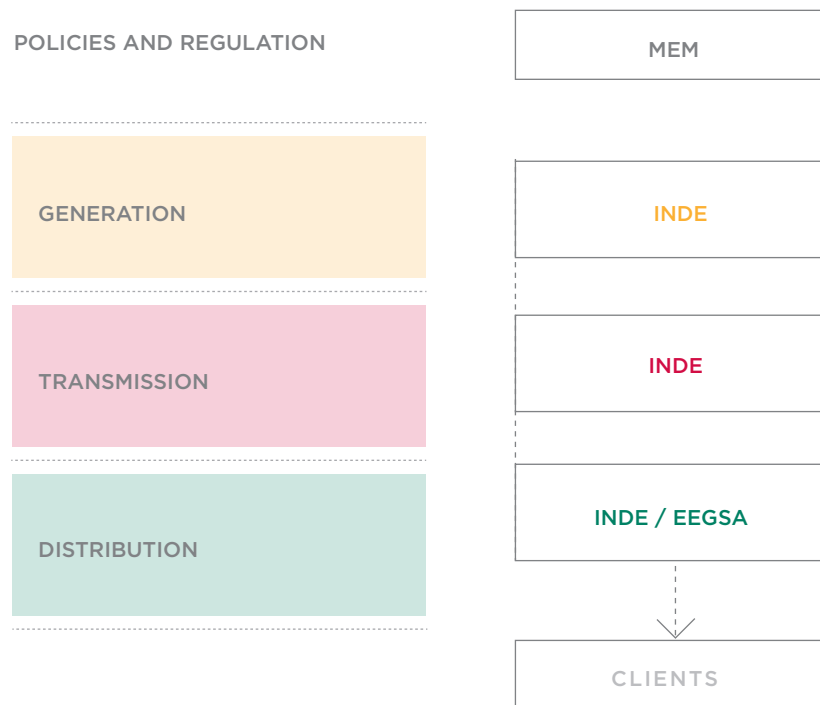 POLICIES AND REGULATION
MEM
GENERATION
INDE
TRANSMISSION
INDE
DISTRIBUTION
INDE / EEGSA
CLIENTS